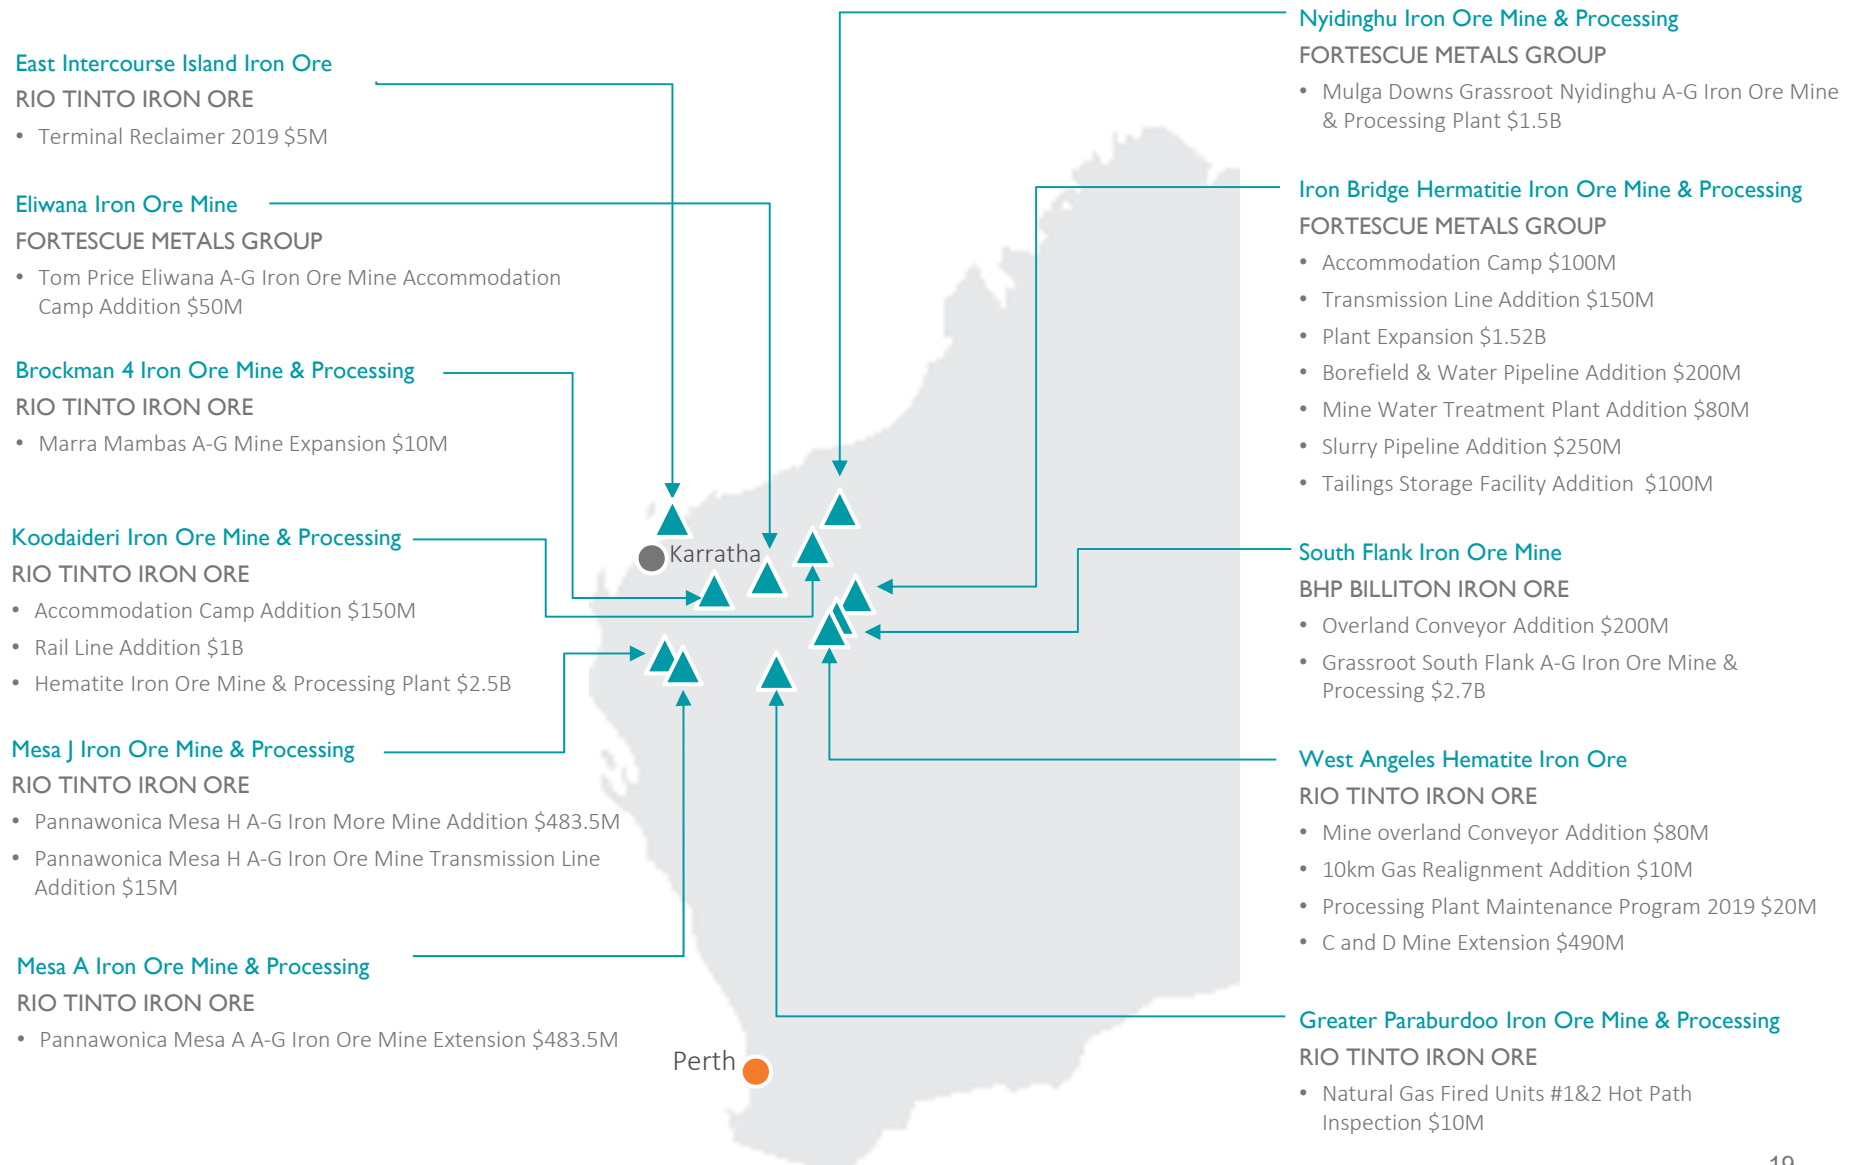 East Intercourse Island Iron Ore
RIO TINTO IRON ORE
• Terminal Reclaimer 2019 $5M
Eliwana Iron Ore Mine
FORTESCUE METALS GROUP
• Tom Price Eliwana A-G Iron Ore Mine Accommodation
Camp Addition $50M
Brockman 4 Iron Ore Mine & Processing
RIO TINTO IRON ORE
• Marra Mambas A-G Mine Expansion $10M
Koodaideri Iron Ore Mine & Processing
RIO TINTO IRON ORE
• Accommodation Camp Addition $150M
• Rail Line Addition $1B
• Hematite Iron Ore Mine & Processing Plant $2.5B
Mesa J Iron Ore Mine & Processing
RIO TINTO IRON ORE
• Pannawonica Mesa H A-G Iron More Mine Addition $483.5M
• Pannawonica Mesa H A-G Iron Ore Mine Transmission Line
Addition $15M
Mesa A Iron Ore Mine & Processing
RIO TINTO IRON ORE
• Pannawonica Mesa A A-G Iron Ore Mine Extension $483.5M
Karratha
Perth
Nyidinghu Iron Ore Mine & Processing
FORTESCUE METALS GROUP
• Mulga Downs Grassroot Nyidinghu A-G Iron Ore Mine
& Processing Plant $1.5B
Iron Bridge Hermatitie Iron Ore Mine & Processing
FORTESCUE METALS GROUP
• Accommodation Camp $100M
• Transmission Line Addition $150M
• Plant Expansion $1.52B
• Borefield & Water Pipeline Addition $200M
• Mine Water Treatment Plant Addition $80M
• Slurry Pipeline Addition $250M
• Tailings Storage Facility Addition $100M
South Flank Iron Ore Mine
BHP BILLITON IRON ORE
• Overland Conveyor Addition $200M
• Grassroot South Flank A-G Iron Ore Mine &
Processing $2.7B
West Angeles Hematite Iron Ore
RIO TINTO IRON ORE
• Mine overland Conveyor Addition $80M
• 10km Gas Realignment Addition $10M
• Processing Plant Maintenance Program 2019 $20M
• C and D Mine Extension $490M
Greater Paraburdoo Iron Ore Mine & Processing
RIO TINTO IRON ORE
• Natural Gas Fired Units #1&2 Hot Path
Inspection $10M
19